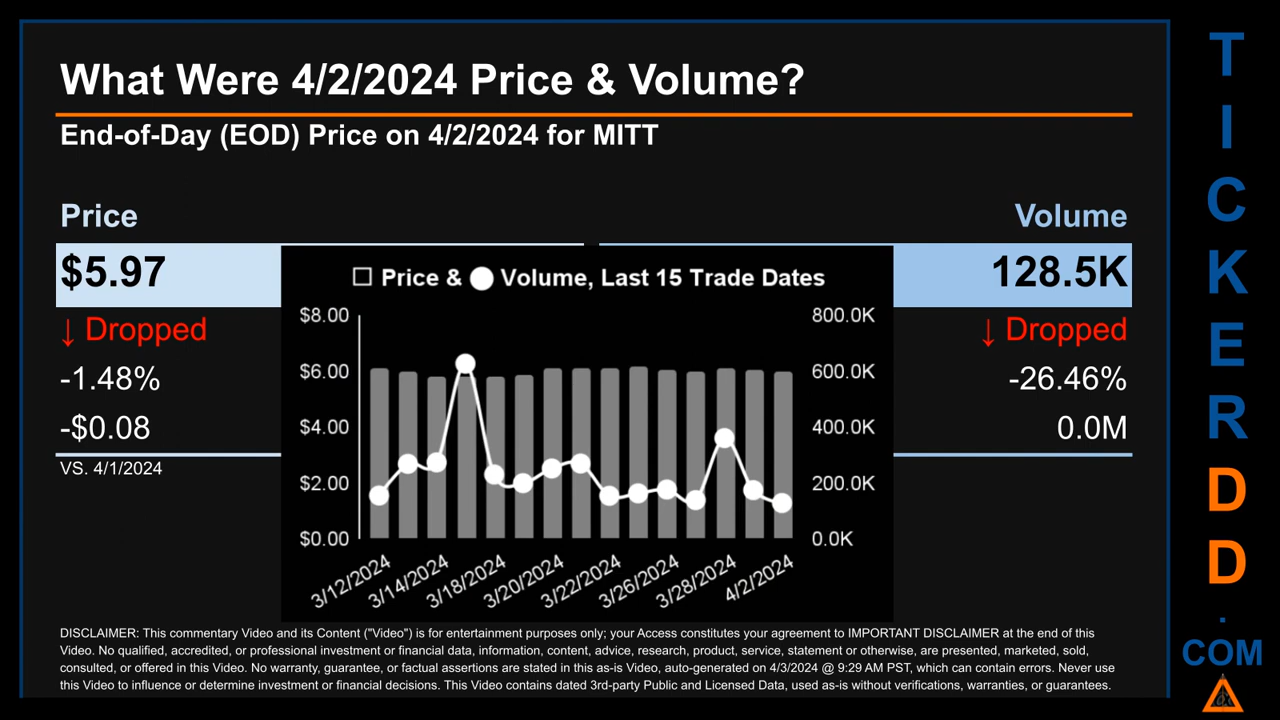 What Were 4/2/2024 Price & Volume?
End-of-Day (EOD) Price on 4/2/2024 for MITT
Price
Volume
$5.97
128.5K
↓ Dropped
↓ Dropped
-1.48%
-26.46%
-$0.08
0.0M
VS. 4/1/2024
Price & Volume, Last 15 Trade Dates
$8.00
800.0K
$6.00
600.0K
$4.00
400.0K
$2.00
200.0K
$0.00
0.0K
3/12/2024
3/14/2024
3/18/2024
3/20/2024
3/22/2024
3/26/2024
3/28/2024
4/2/2024
DISCLAIMER: This commentary Video and its Content ("Video") is for entertainment purposes only; your Access constitutes your agreement to IMPORTANT DISCLAIMER at the end of this
Video. No qualified, accredited, or professional investment or financial data, information, content, advice, research, product, service, statement or otherwise, are presented, marketed, sold,
consulted, or offered in this Video. No warranty, guarantee, or factual assertions are stated in this as-is Video, auto-generated on 4/3/2024 @ 9:29 AM PST, which can contain errors. Never use
this Video to influence or determine investment or financial decisions. This Video contains dated 3rd-party Public and Licensed Data, used as-is without verifications, warranties, or guarantees.
TICKERDD
.
COM